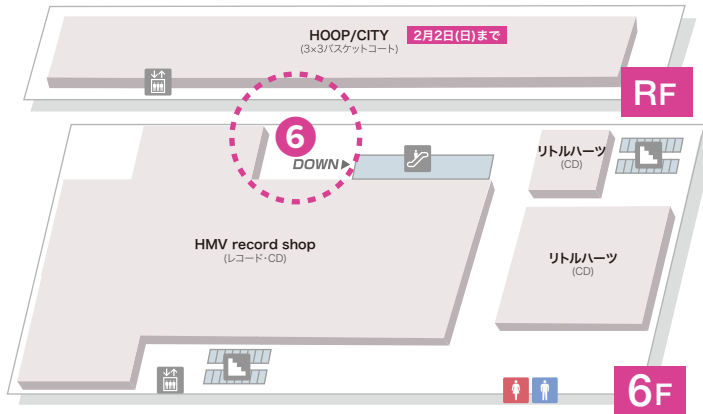 HOOP/CITY 2月2日(日)まで
(3×3バスケットコート)
RF
6
DOWN▶
リトルハーツ
(CD)
HMV record shop
(レコード・CD)
リトルハーツ
(CD)
6F